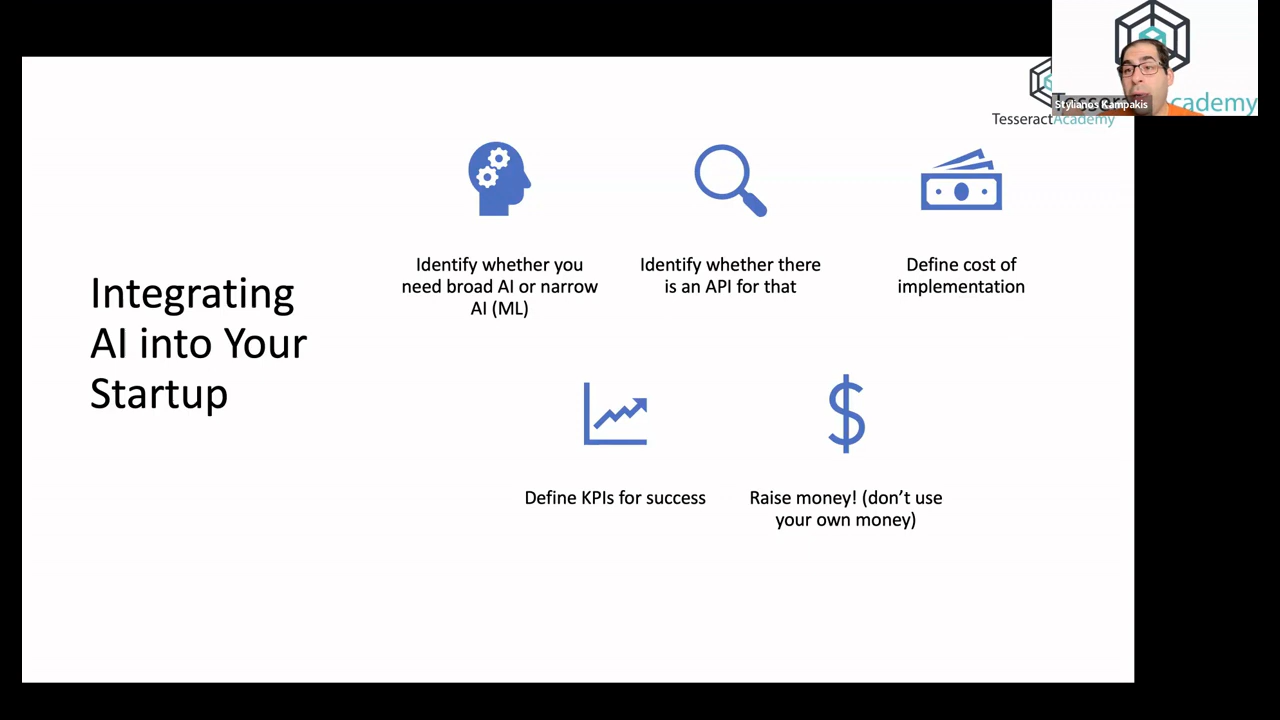 TesseractAcademy
Stylianos Kampakis
cademy
Integrating
AI into Your
Startup
Identify whether you
need broad AI or narrow
AI (ML)
Identify whether there
is an API for that
Define cost of
implementation
Define KPIs for success
Raise money! (don’t use
your own money)